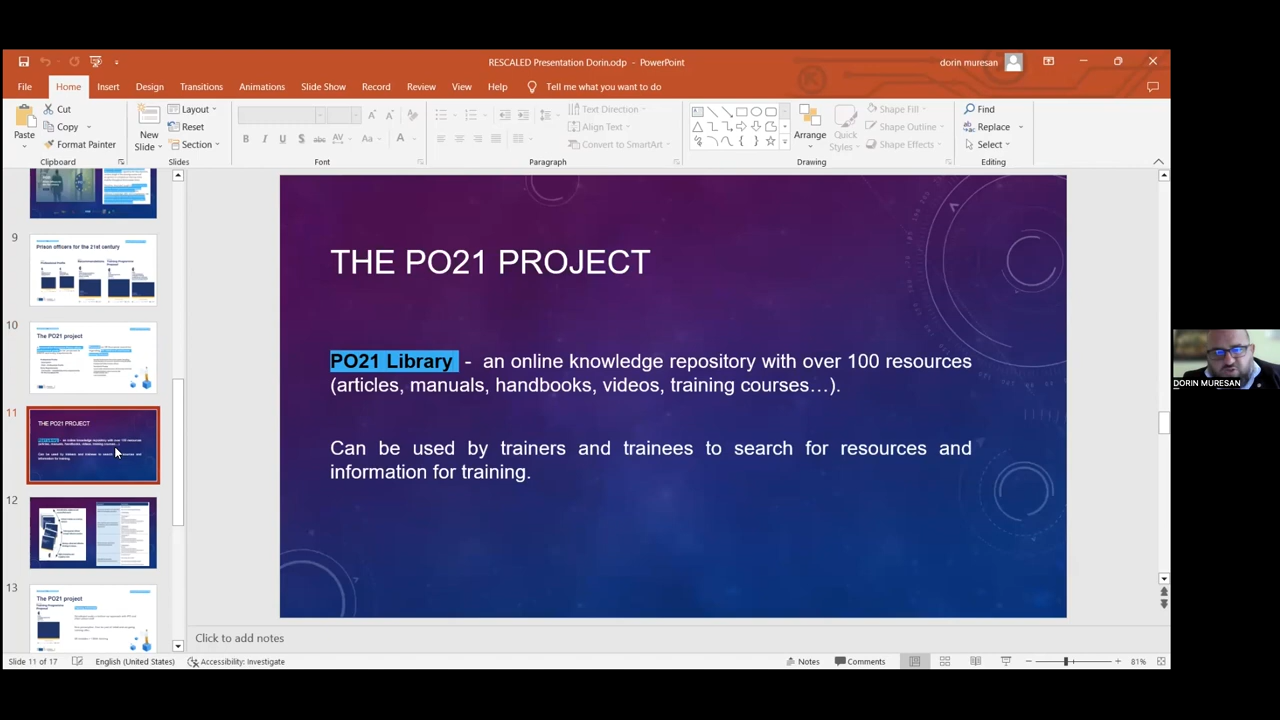 RESCALED Presentation Dorin.odp - PowerPoint
dorin muresan
File Home Insert Design Transitions Animations Slide Show Record Review View Help Tell me what you want to do
Paste
Cut
Copy
Format Painter
Clipboard
New
Slide
Layout
Reset
Section
Slides
B I U S abc AV Aa A
Font
Text Direction
Align Text
Convert to SmartArt
Paragraph
Arrange
Quick
Styles
Shape Fill
Shape Outline
Shape Effects
Drawing
Find
Replace
Select
Editing
9
Prison officers for the 21st century
10
The PO21 project
11
THE PO21 PROJECT
12
13
The PO21 project
THE PO21 PROJECT
PO21 Library - an online knowledge repository with over 100 resources
(articles, manuals, handbooks, videos, training courses…).
Can be used by trainers and trainees to search for resources and
information for training.
DORIN MURESAN
Click to add notes
Slide 11 of 17 English (United States) Accessibility: Investigate Notes Comments 81%